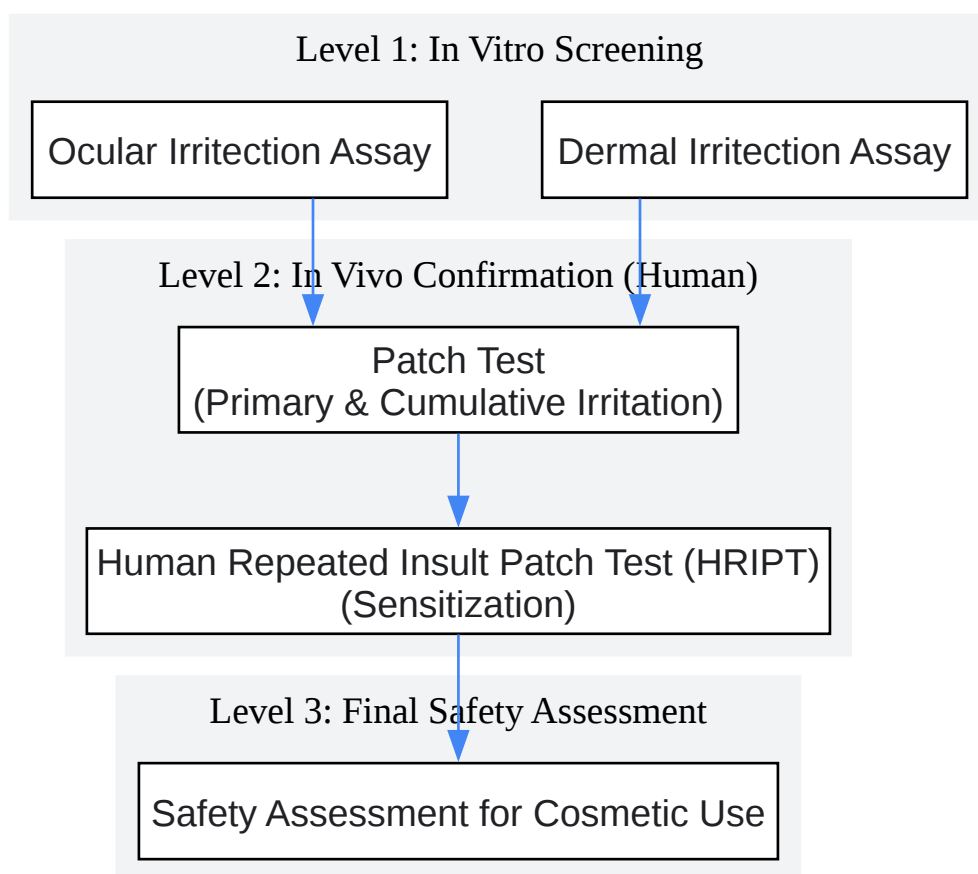 Level 1: In Vitro Screening
Ocular Irritection Assay
Dermal Irritection Assay
Level 2: In Vivo Confirmation (Human)
Patch Test
(Primary & Cumulative Irritation)
Human Repeated Insult Patch Test (HRIPT)
(Sensitization)
Level 3: Final Safety Assessment
Safety Assessment for Cosmetic Use